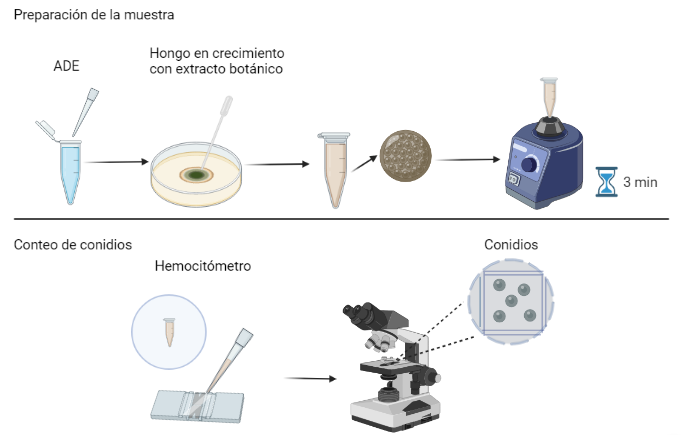 Preparación de la muestra
Hongo en crecimiento
ADE
con extracto botánico
3 min
Conteo de conidios
Conidios
Hemocitómetro